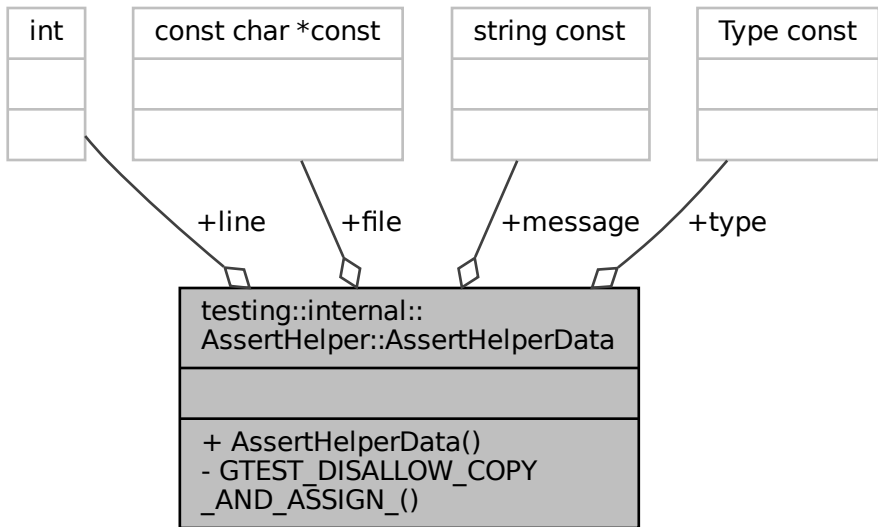 int
const char *const
string const
Type const
+line
+file
+message
+type
testing::internal::
AssertHelper::AssertHelperData
+ AssertHelperData()
- GTEST_DISALLOW_COPY
_AND_ASSIGN_()